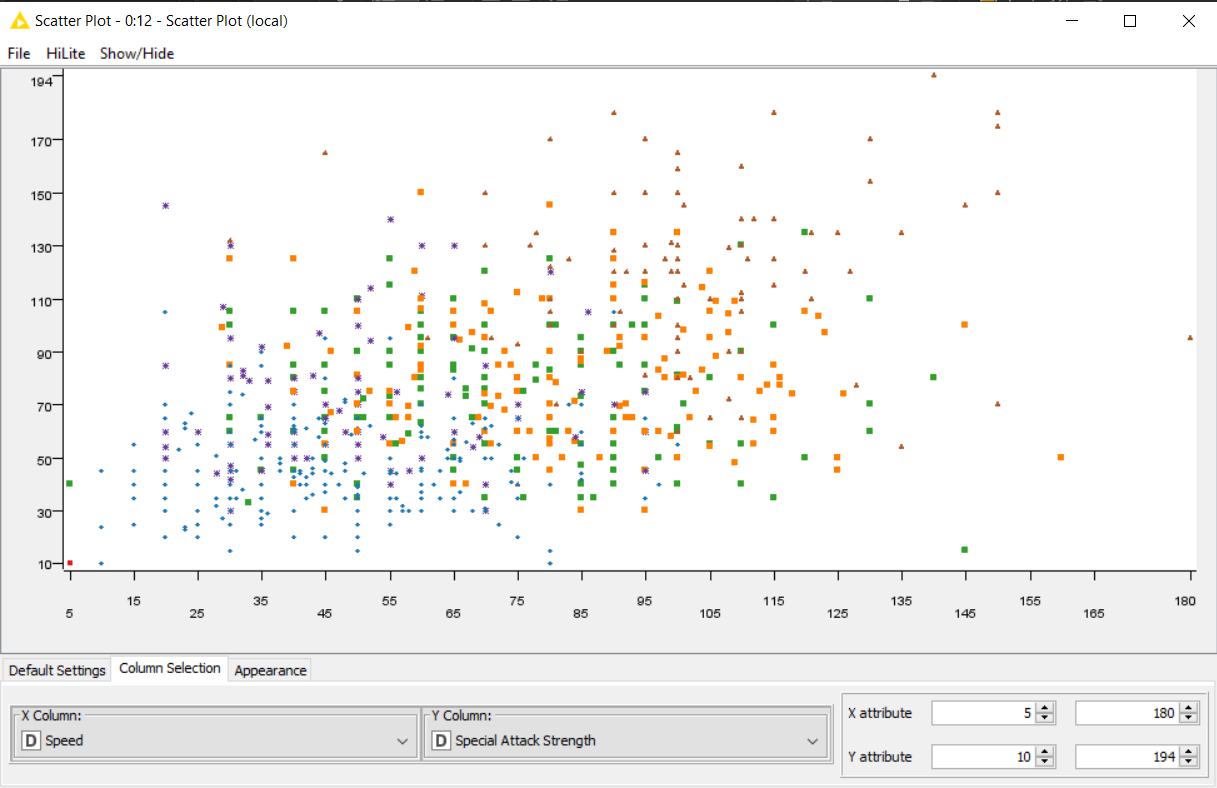 Scatter Plot - 0:12 - Scatter Plot (local)
File HiLite Show/Hide
194
170
150
130
110
90
70
50
30
10
15 35 55 75 95 115 135 155 180
5 25 45 65 85 105 125 145 165
Default Settings Column Selection Appearance
X Column: Y Column:
D Speed D Special Attack Strength
X attribute 5 180
Y attribute 10 194